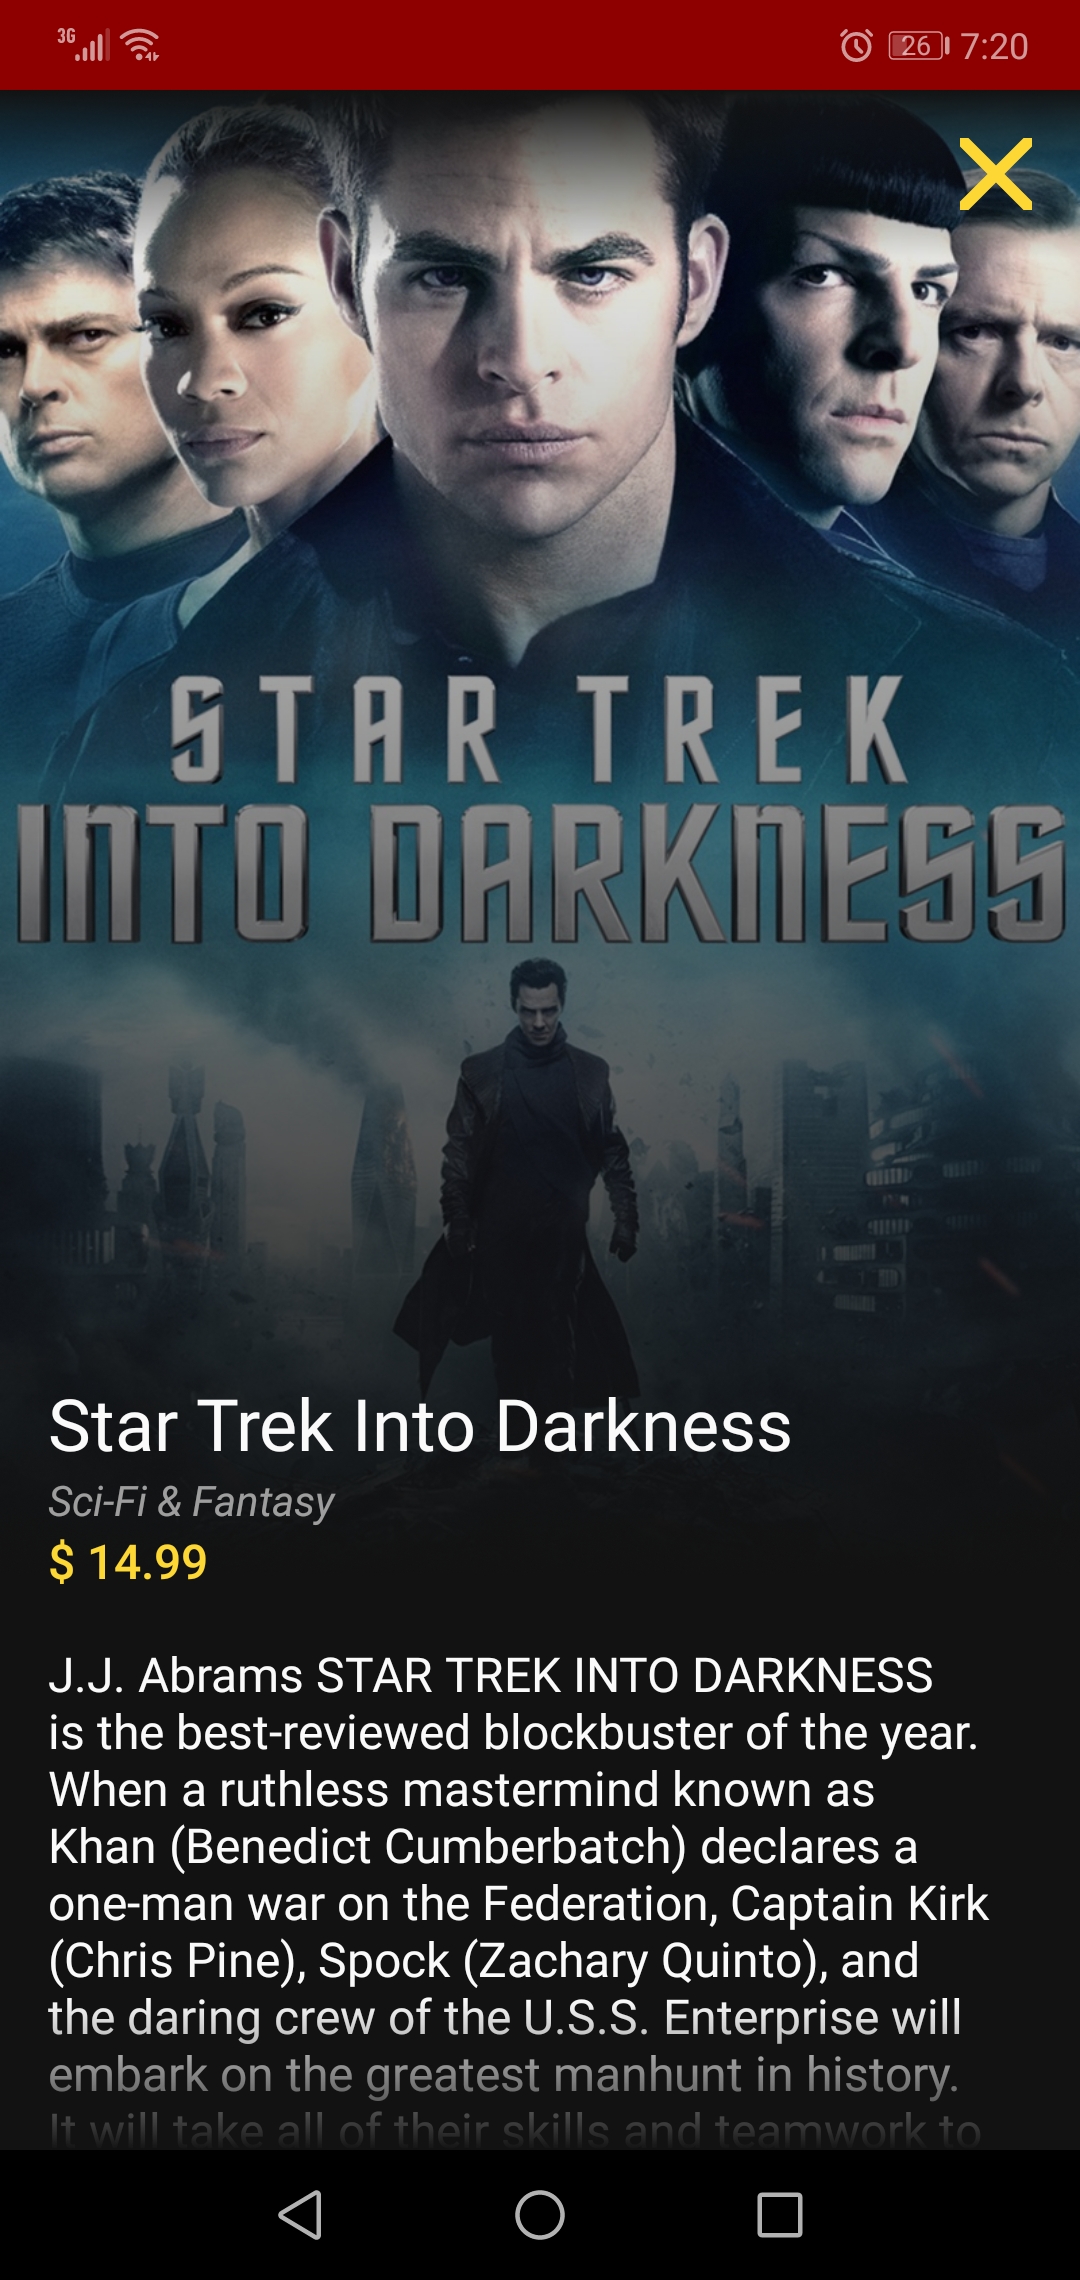 3G 26 7:20
STAR TREK
INTO DARKNESS
Star Trek Into Darkness
Sci-Fi & Fantasy
$ 14.99
J.J. Abrams STAR TREK INTO DARKNESS
is the best-reviewed blockbuster of the year.
When a ruthless mastermind known as
Khan (Benedict Cumberbatch) declares a
one-man war on the Federation, Captain Kirk
(Chris Pine), Spock (Zachary Quinto), and
the daring crew of the U.S.S. Enterprise will
embark on the greatest manhunt in history.
It will take all of their skills and teamwork to